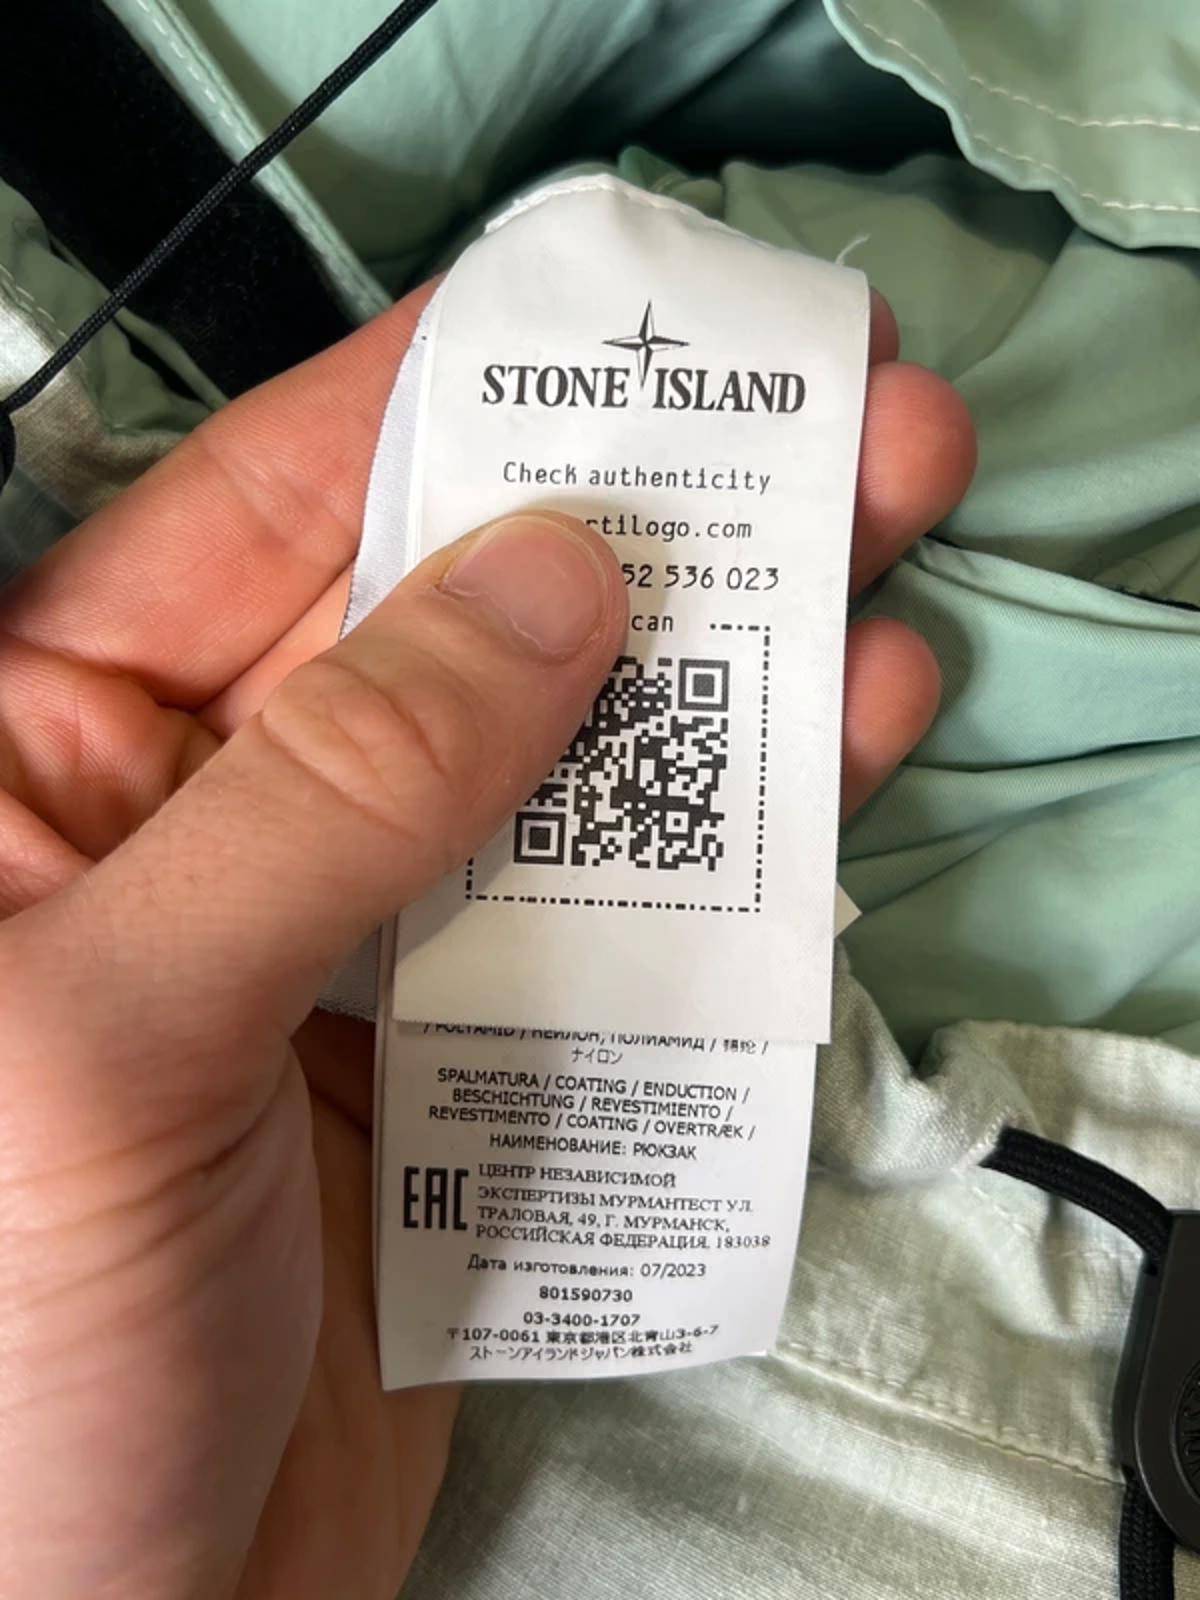 STONE ISLAND
Check authenticity
rtilogo.com
52 536 023
can
/ POLYAMID / НЕЙЛОН, ПОЛИАМИД / 錦綸 /
ナイロン
SPALMATURA / COATING / ENDUCTION /
BESCHICHTUNG / REVESTIMIENTO /
REVESTIMENTO / COATING / OVERTRÆK /
НАИМЕНОВАНИЕ: РЮКЗАК
EAC
ЦЕНТР НЕЗАВИСИМОЙ
ЭКСПЕРТИЗЫ МУРМАНТЕСТ УЛ.
ТРАЛОВАЯ, 49, Г. МУРМАНСК,
РОССИЙСКАЯ ФЕДЕРАЦИЯ, 183038
Дата изготовления: 07/2023
801590730
03-3400-1707
〒107-0061 東京都港区北青山3-6-7
ストーンアイランドジャパン株式会社